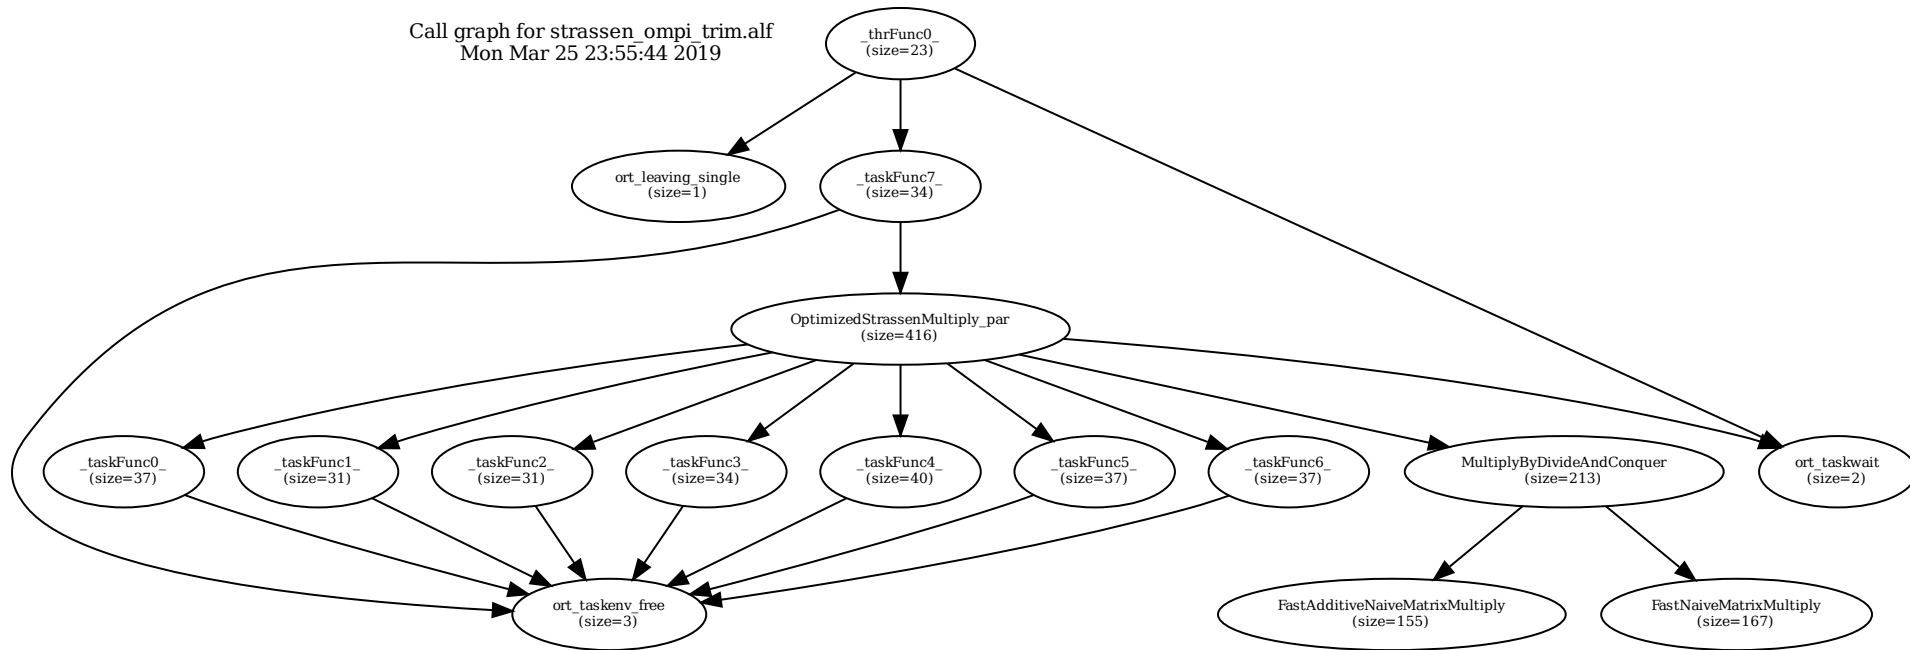 Call graph for strassen_ompi_trim.alf
Mon Mar 25 23:55:44 2019
_thrFunc0_
(size=23)
ort_leaving_single
(size=1)
_taskFunc7_
(size=34)
OptimizedStrassenMultiply_par
(size=416)
_taskFunc0_
(size=37)
_taskFunc1_
(size=31)
_taskFunc2_
(size=31)
_taskFunc3_
(size=34)
_taskFunc4_
(size=40)
_taskFunc5_
(size=37)
_taskFunc6_
(size=37)
MultiplyByDivideAndConquer
(size=213)
ort_taskwait
(size=2)
ort_taskenv_free
(size=3)
FastAdditiveNaiveMatrixMultiply
(size=155)
FastNaiveMatrixMultiply
(size=167)